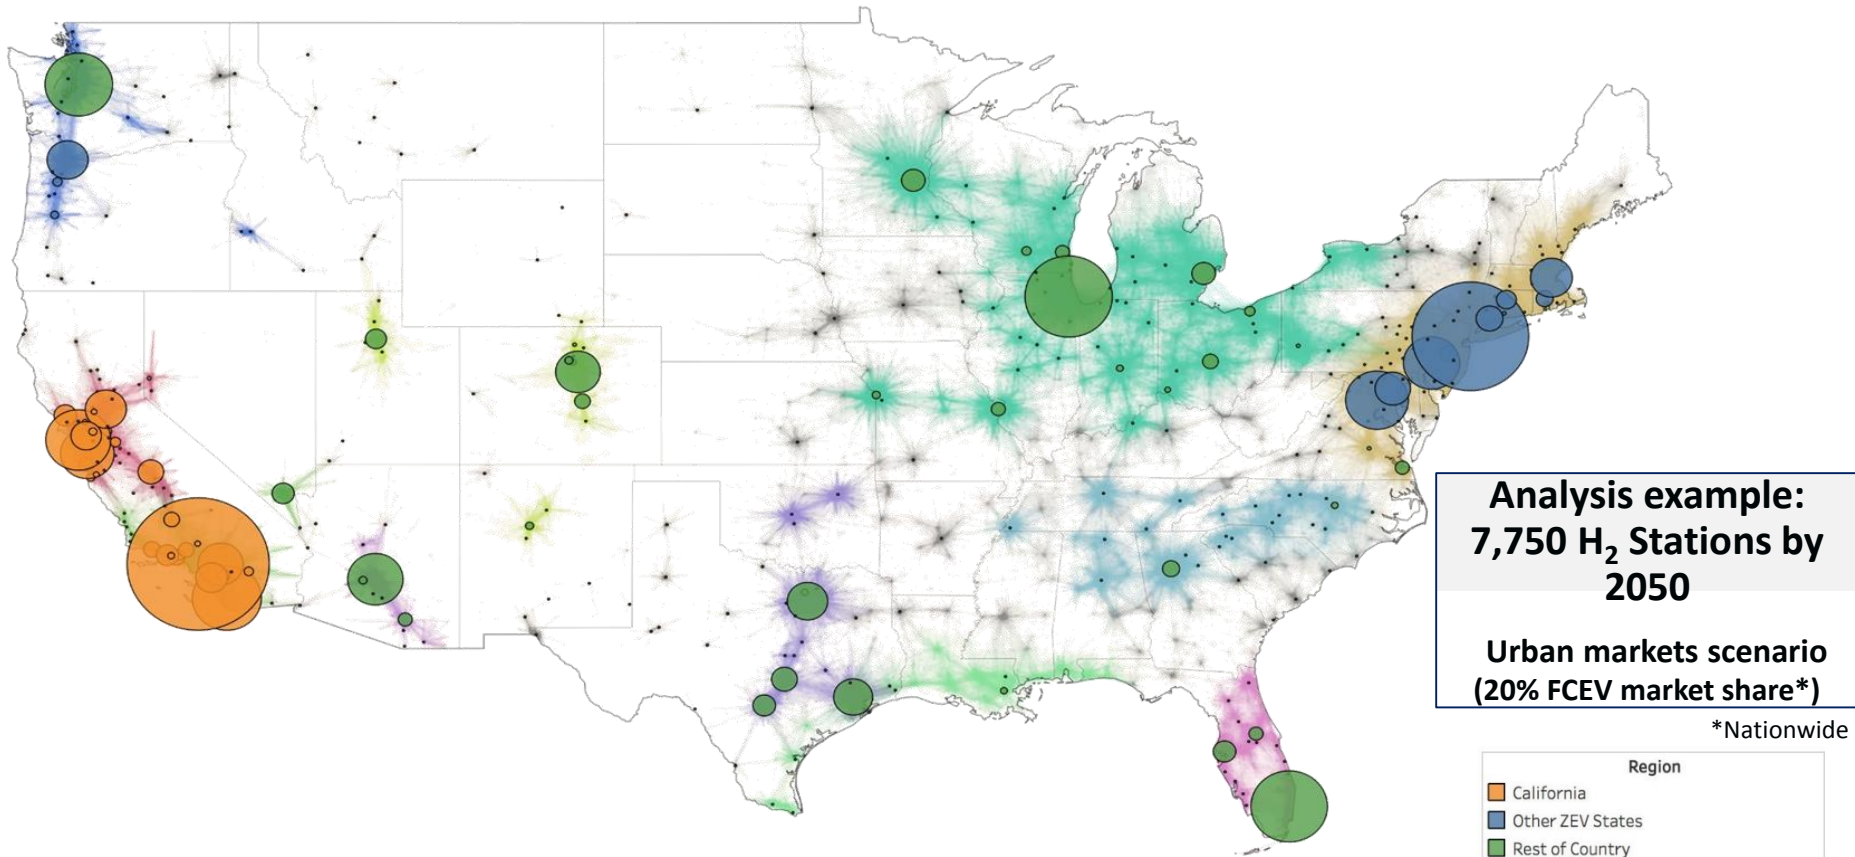 Analysis example:
7,750 H₂ Stations by
2050
Urban markets scenario
(20% FCEV market share*)
*Nationwide
Region
California
Other ZEV States
Rest of Country